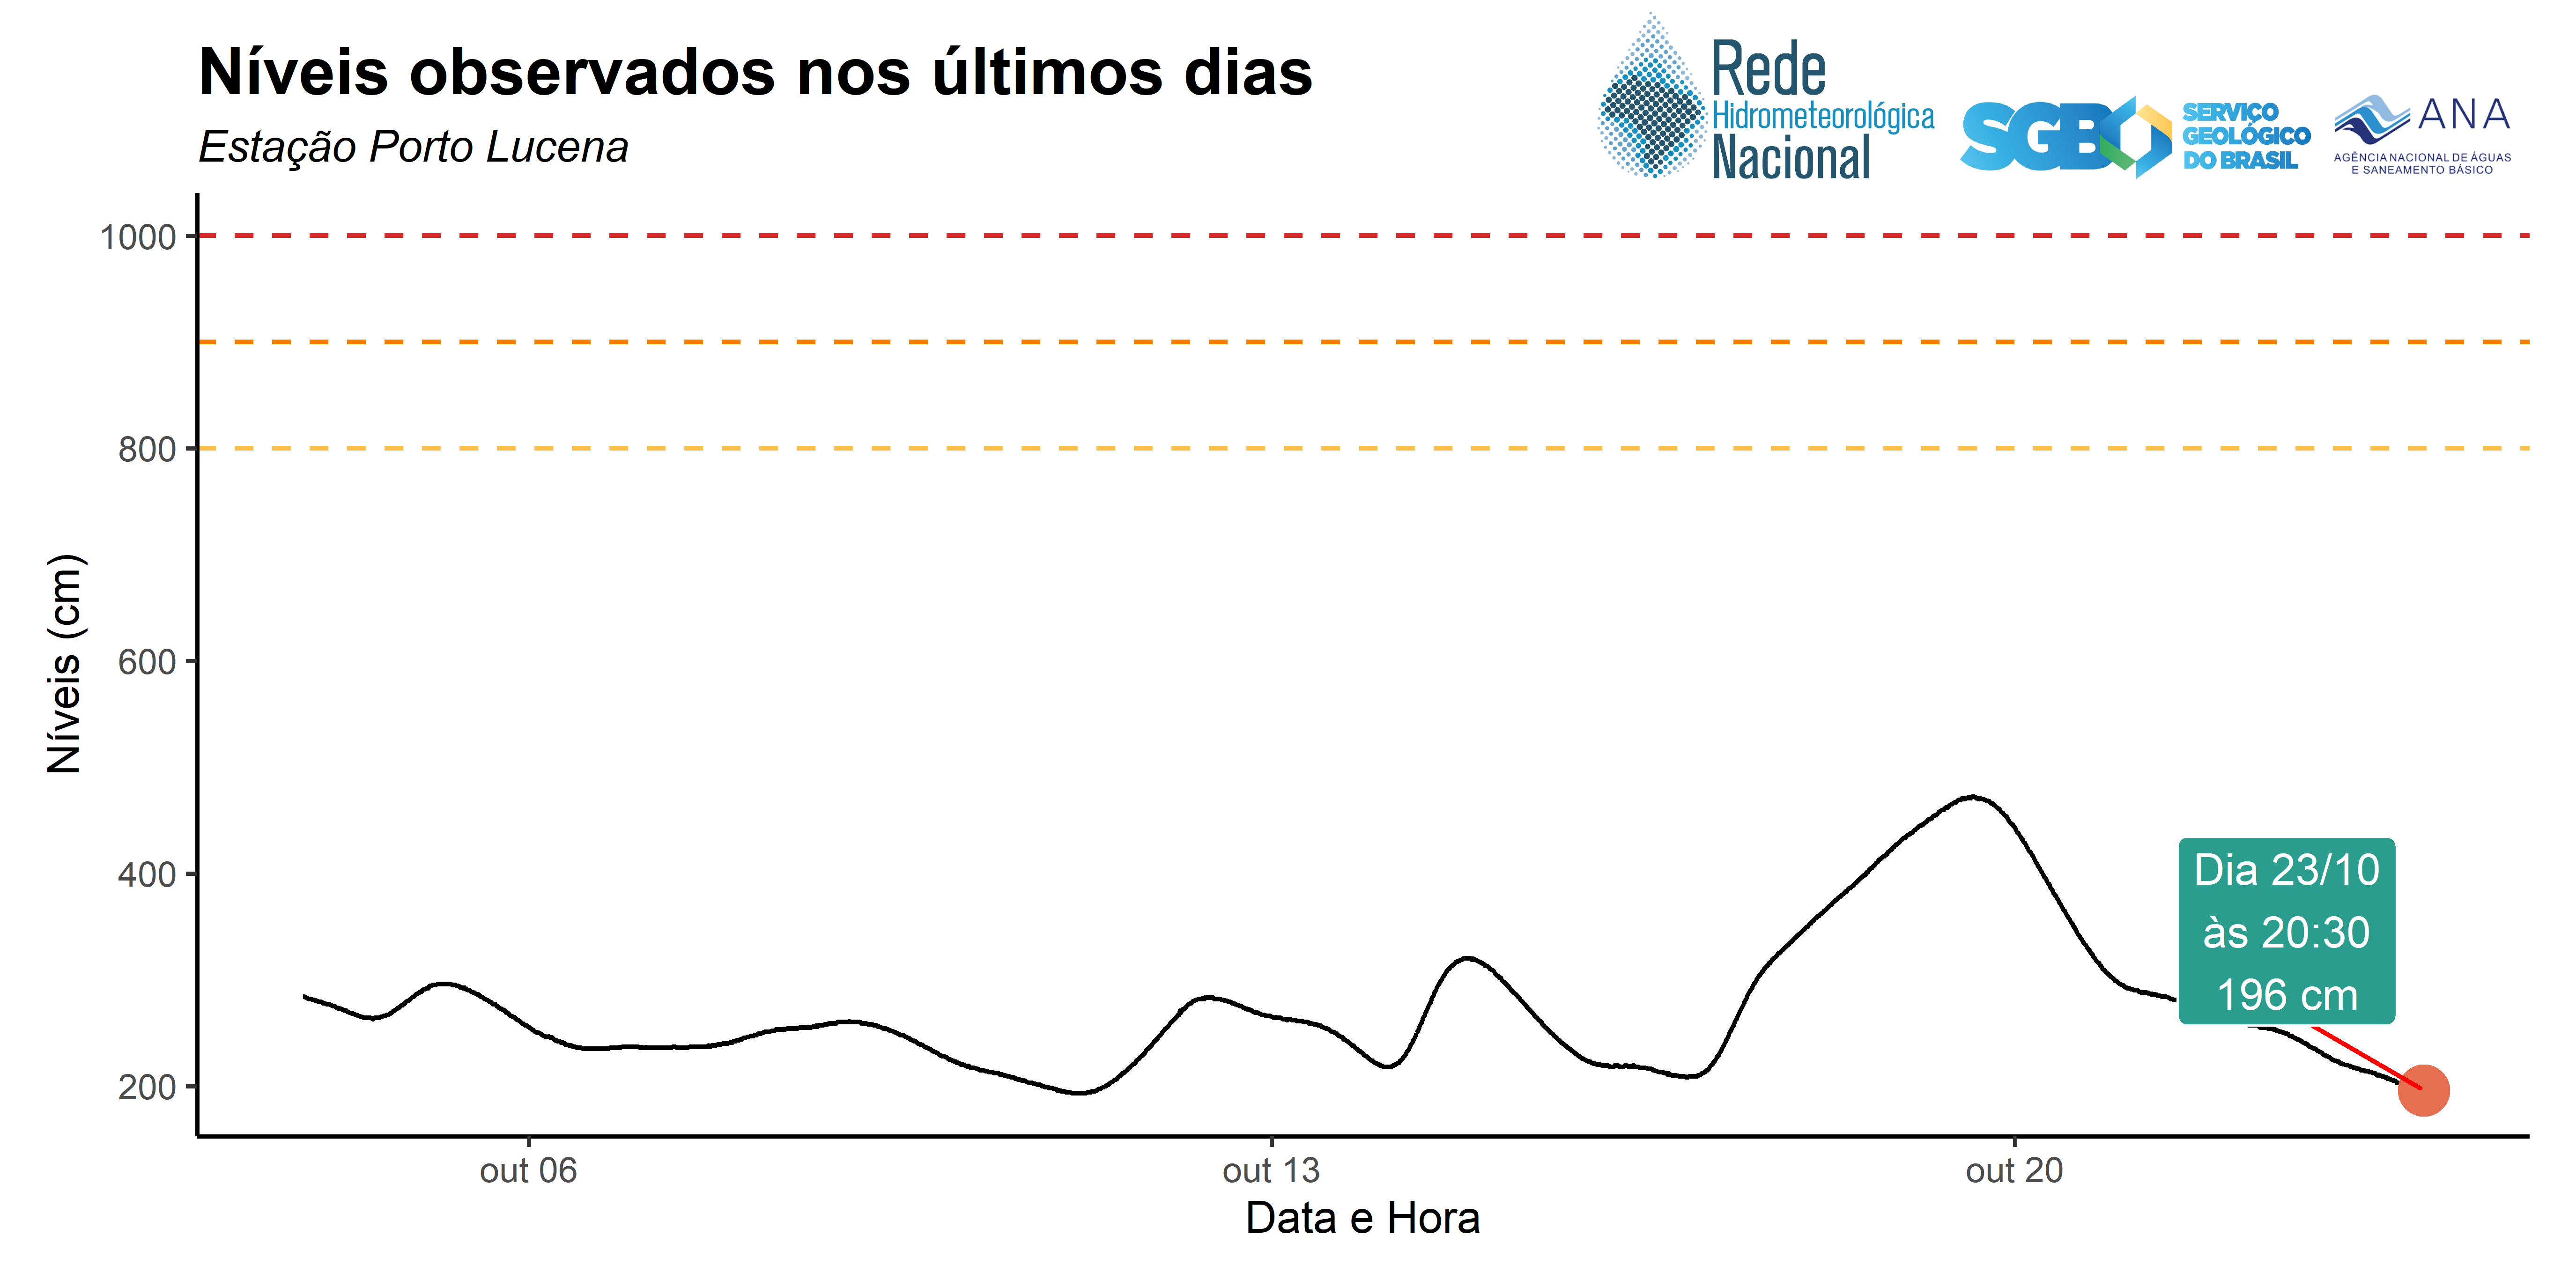 Níveis observados nos últimos dias
Estação Porto Lucena
Rede
Hidrometeorológica
Nacional
SGB
SERVIÇO
GEOLÓGICO
DO BRASIL
ANA
AGÊNCIA NACIONAL DE ÁGUAS
E SANEAMENTO BÁSICO
1000
800
600
400
200
Níveis (cm)
Dia 23/10
às 20:30
196 cm
out 06
out 13
out 20
Data e Hora